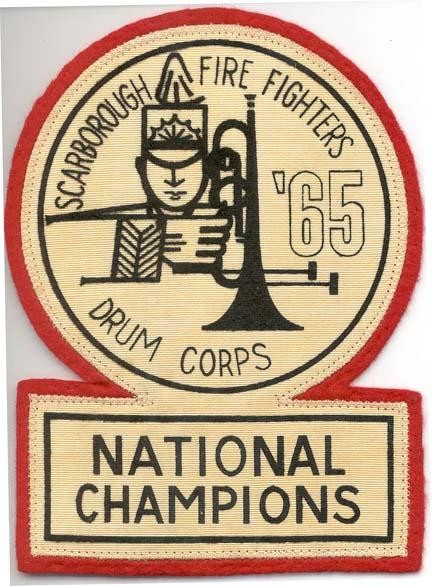 SCARBOROUGH FIRE FIGHTERS
'65
DRUM CORPS
NATIONAL
CHAMPIONS